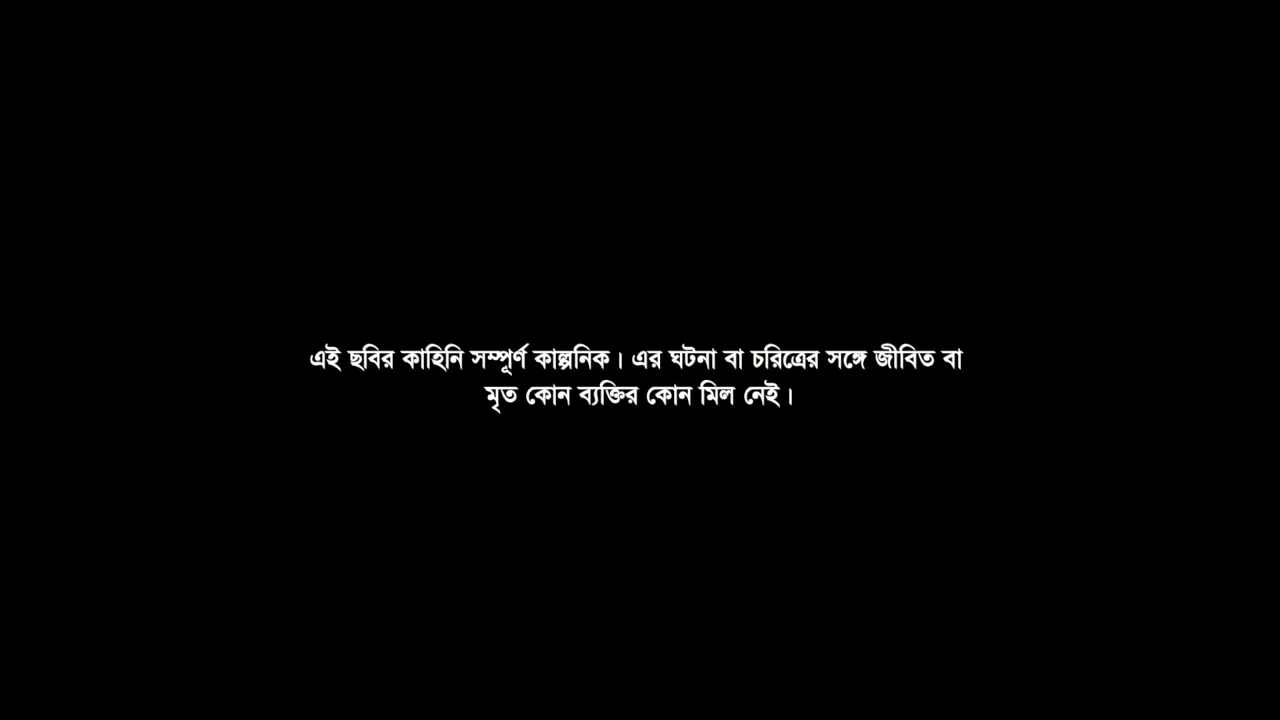 এই ছবির কাহিনি সম্পূর্ণ কাল্পনিক। এর ঘটনা বা চরিত্রের সঙ্গে জীবিত বা
মৃত কোন ব্যক্তির কোন মিল নেই।